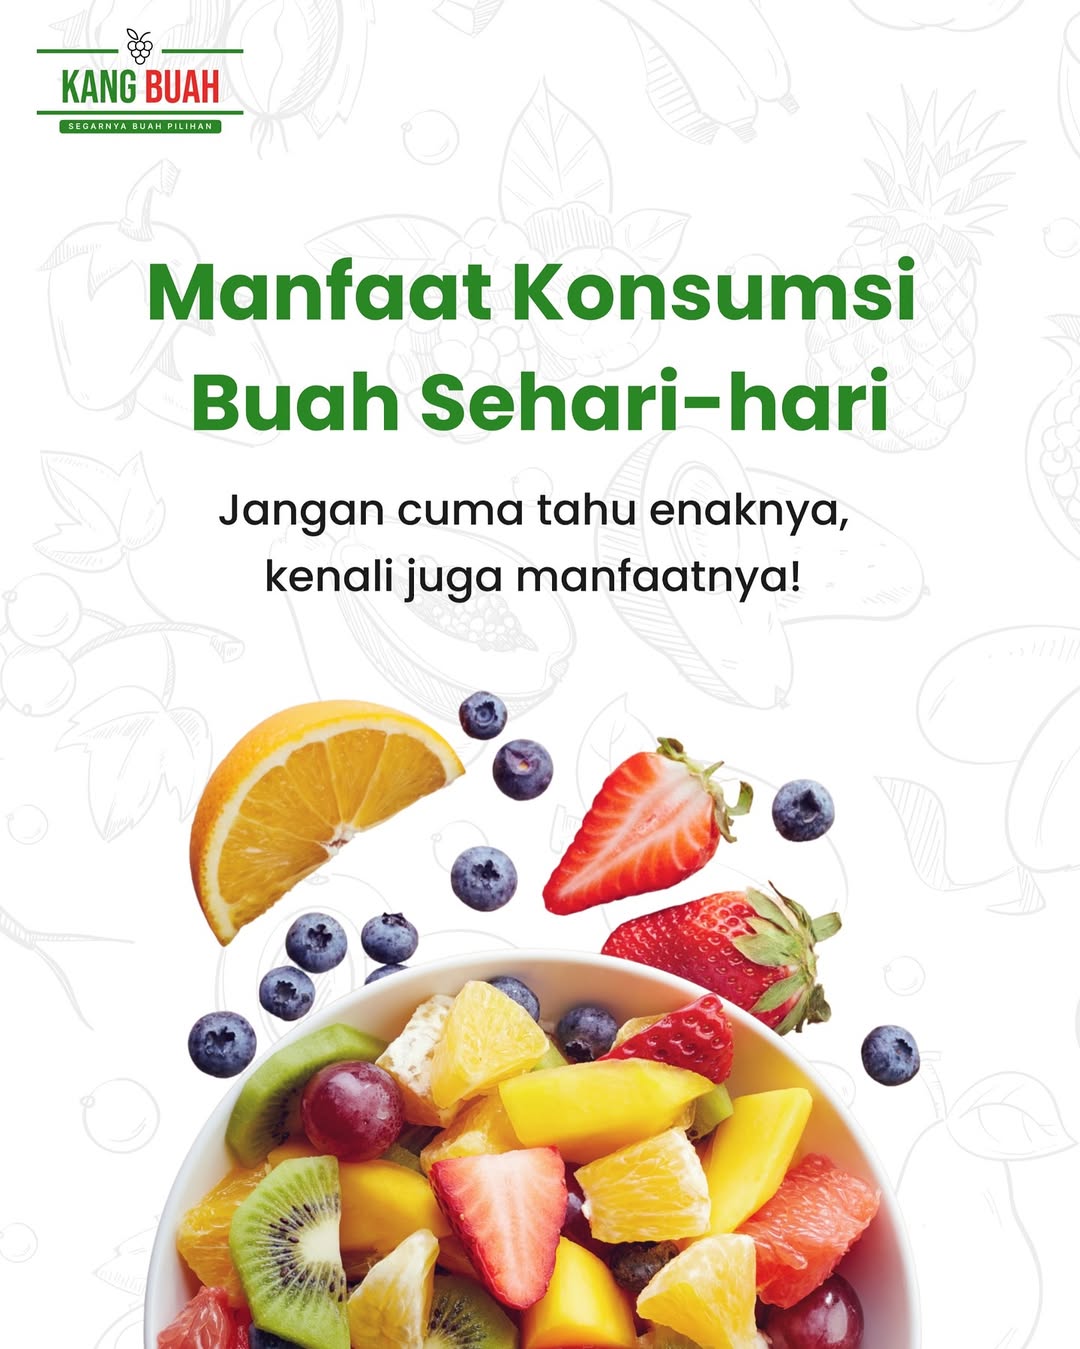 KANG BUAH
SEGARNYA BUAH PILIHAN
Manfaat Konsumsi
Buah Sehari-hari
Jangan cuma tahu enaknya,
kenali juga manfaatnya!